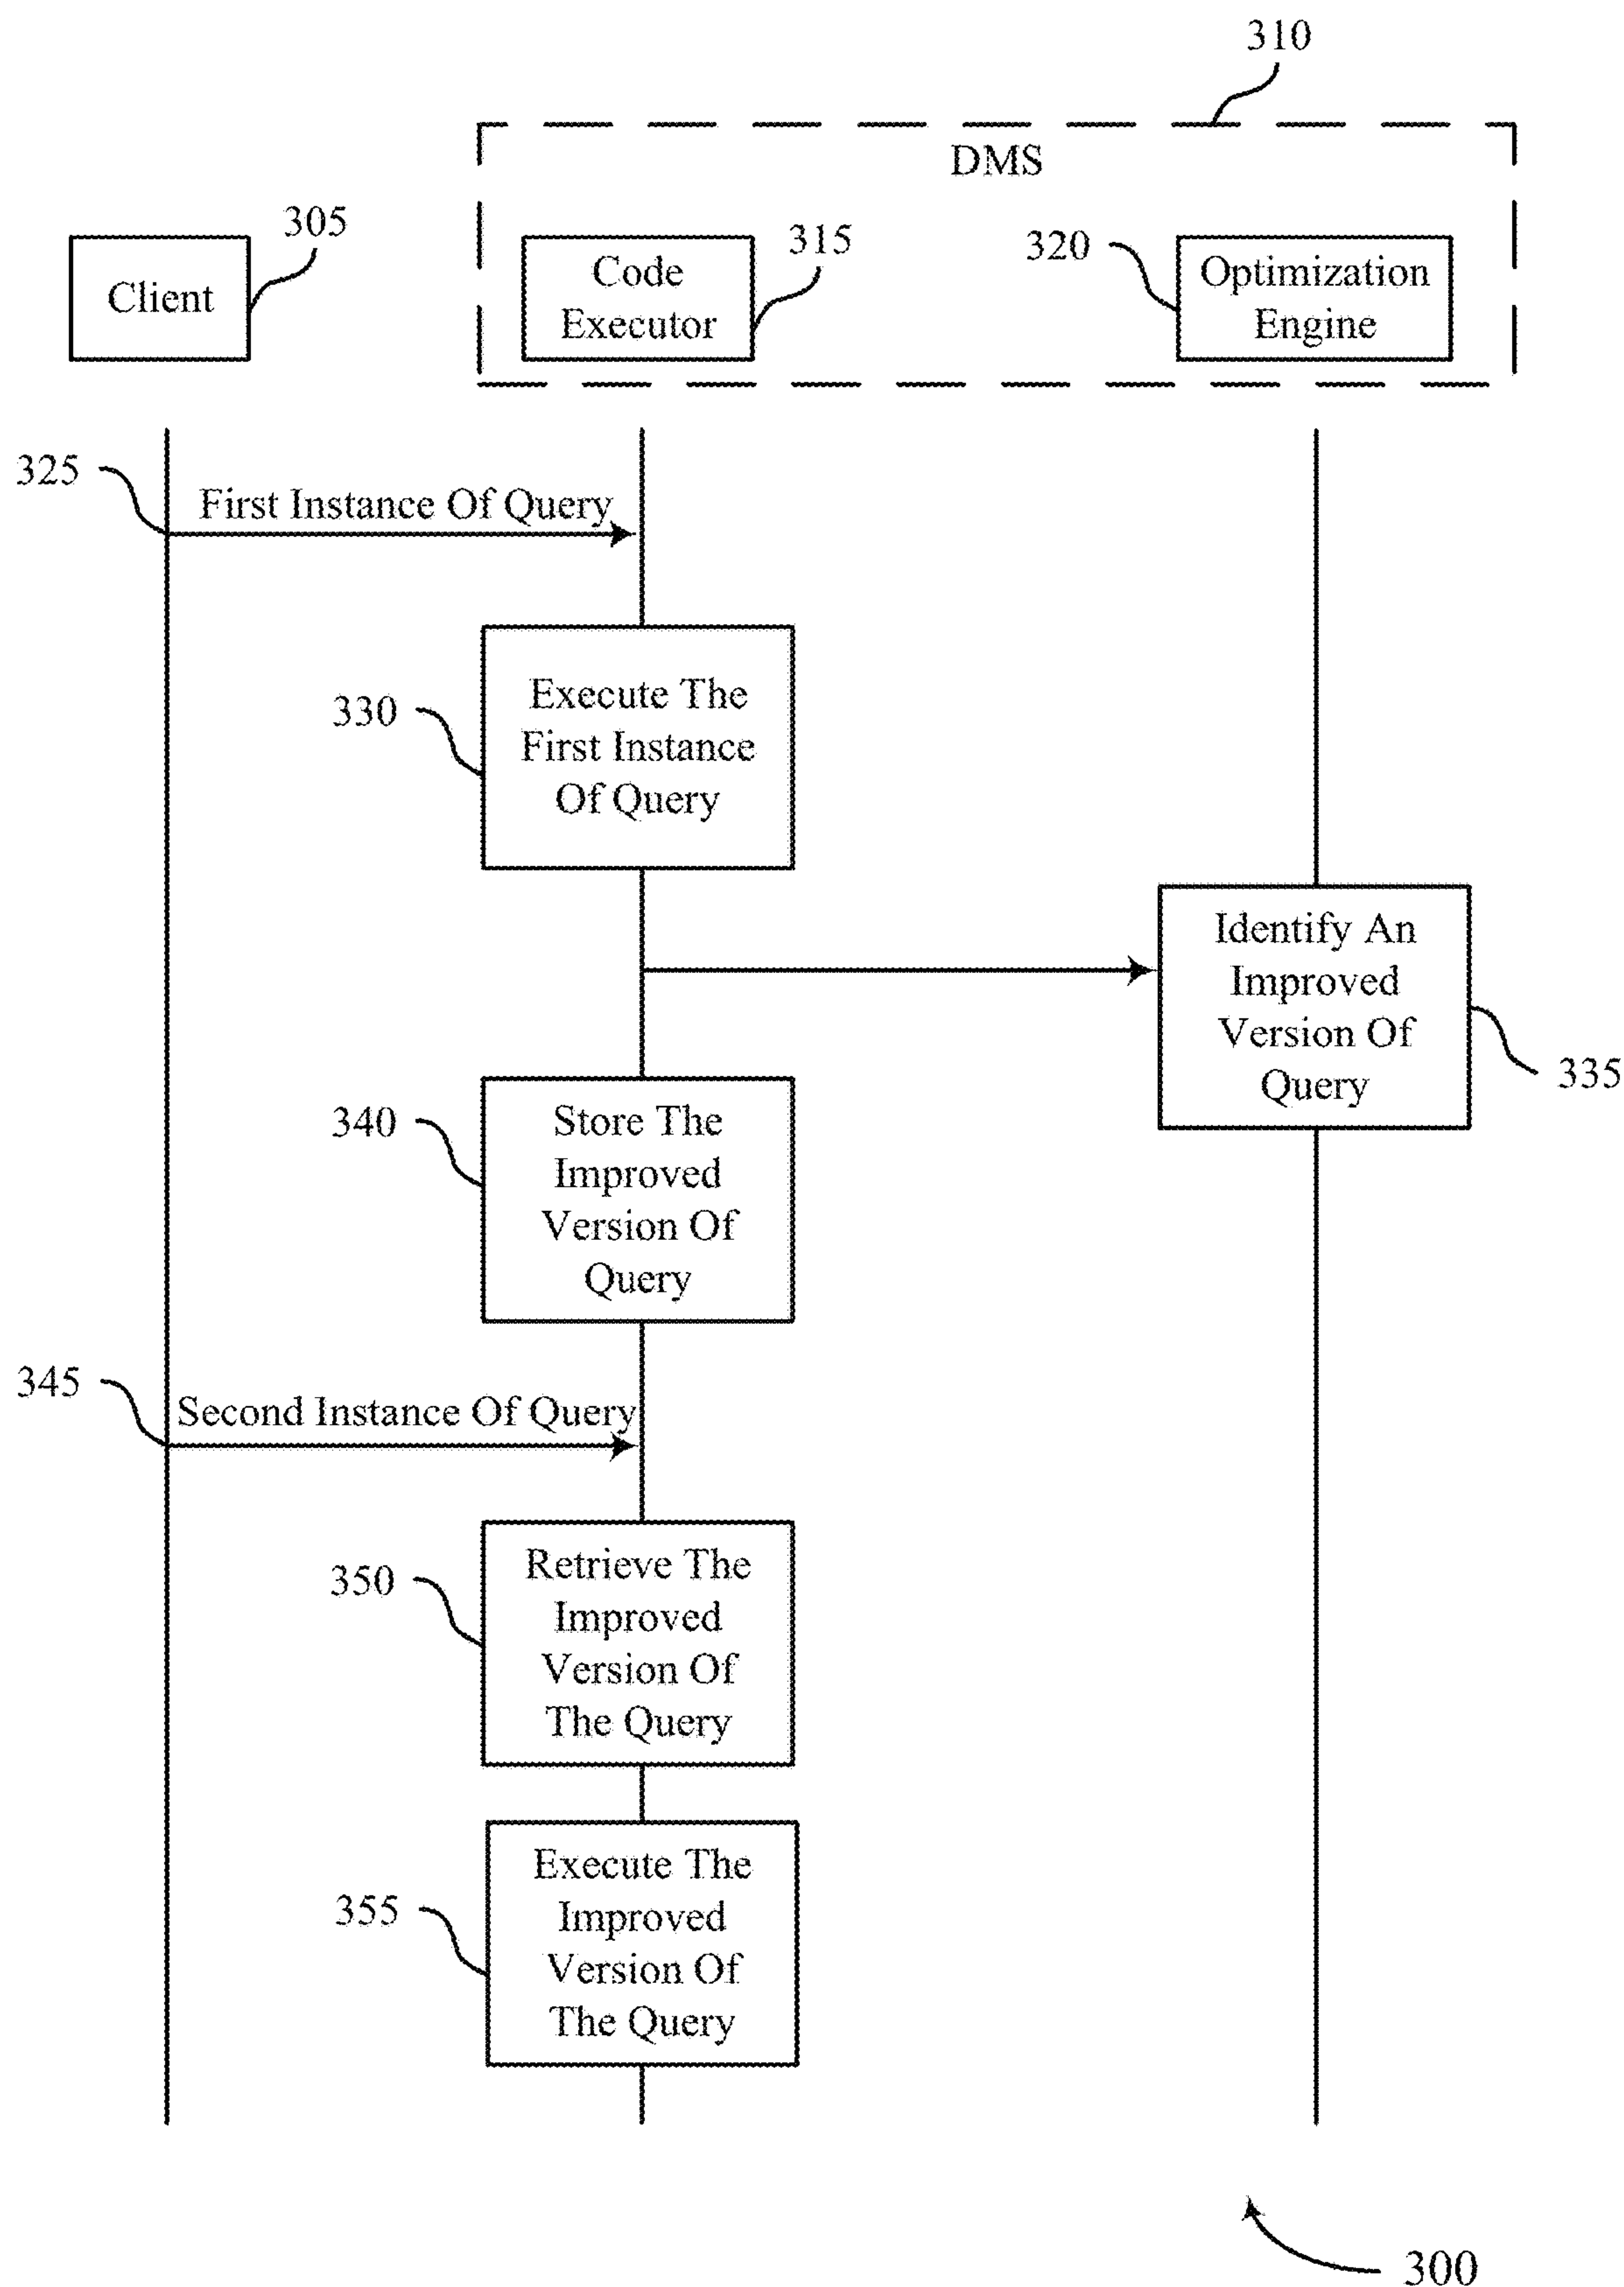 310
DMS
305
Client
315
Code
Executor
320
Optimization
Engine
325
First Instance Of Query
330
Execute The
First Instance
Of Query
Identify An
Improved
Version Of
Query
335
340
Store The
Improved
Version Of
Query
345
Second Instance Of Query
350
Retrieve The
Improved
Version Of
The Query
355
Execute The
Improved
Version Of
The Query
300